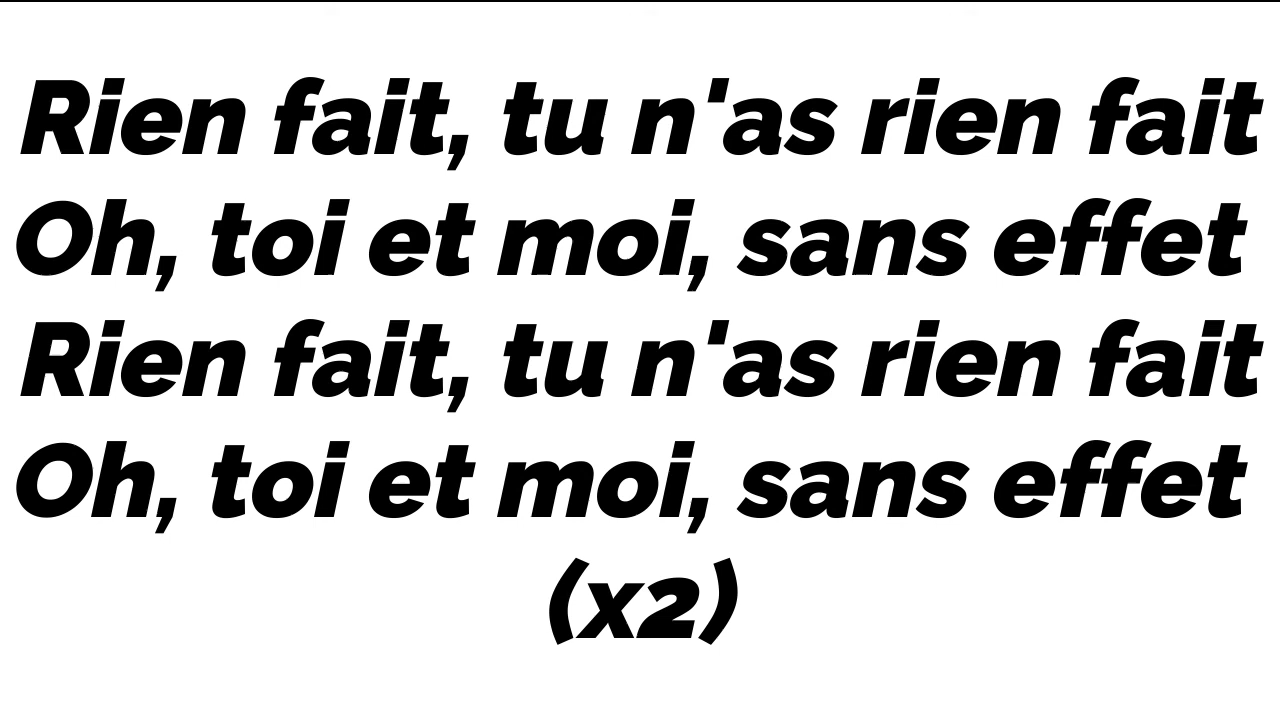 Rien fait, tu n'as rien fait
Oh, toi et moi, sans effet
Rien fait, tu n'as rien fait
Oh, toi et moi, sans effet
(x2)